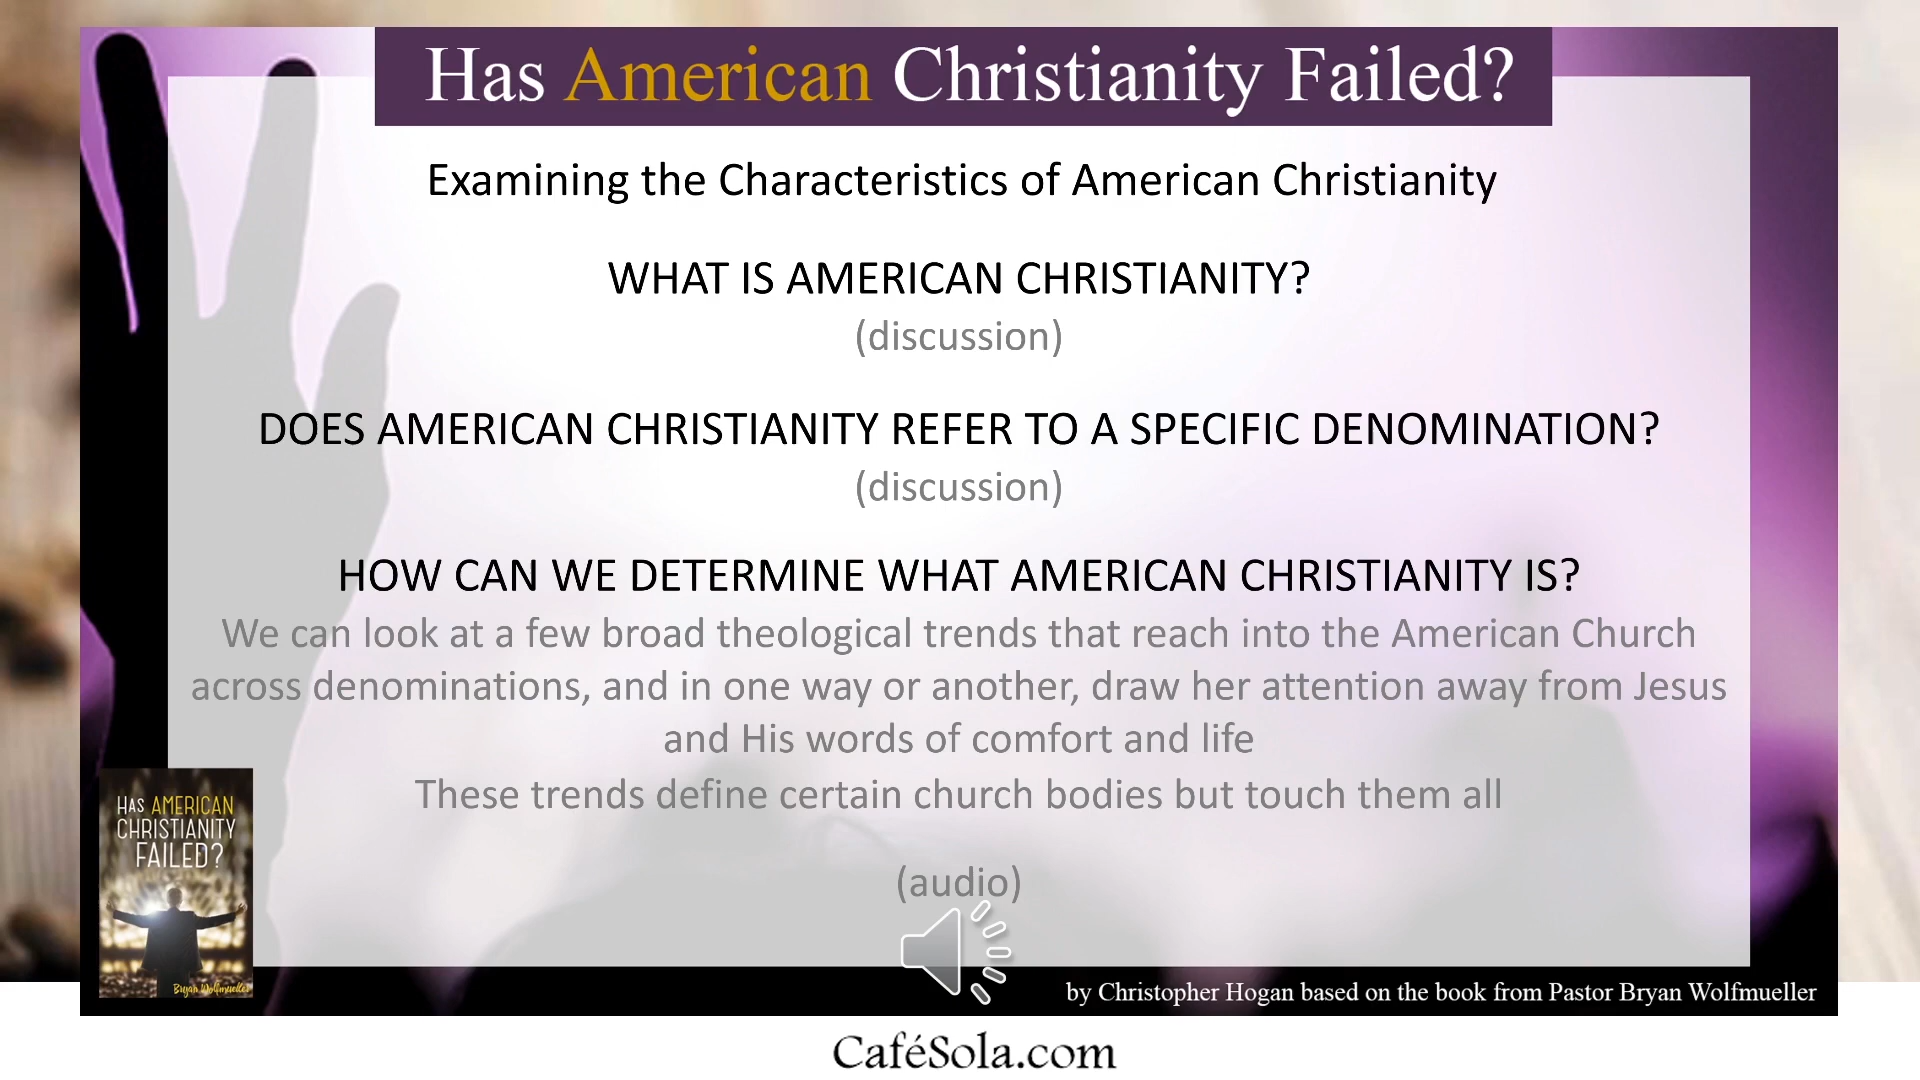 Has American Christianity Failed?
Examining the Characteristics of American Christianity
WHAT IS AMERICAN CHRISTIANITY?
(discussion)
DOES AMERICAN CHRISTIANITY REFER TO A SPECIFIC DENOMINATION?
(discussion)
HOW CAN WE DETERMINE WHAT AMERICAN CHRISTIANITY IS?
We can look at a few broad theological trends that reach into the American Church
across denominations, and in one way or another, draw her attention away from Jesus
and His words of comfort and life
These trends define certain church bodies but touch them all
(audio)
HAS AMERICAN
CHRISTIANITY
FAILED?
Bryan Wolfmueller
by Christopher Hogan based on the book from Pastor Bryan Wolfmueller
CaféSola.com